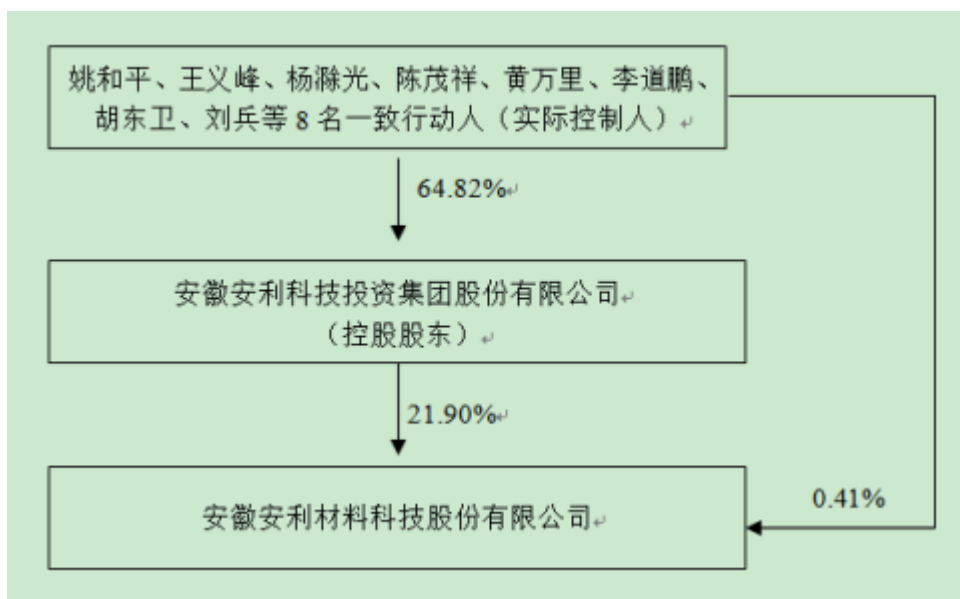 姚和平、王义峰、杨滁光、陈茂祥、黄万里、李道鹏、
胡东卫、刘兵等 8 名一致行动人（实际控制人）
64.82%
安徽安利科技投资集团股份有限公司
（控股股东）
21.90%
安徽安利材料科技股份有限公司
0.41%